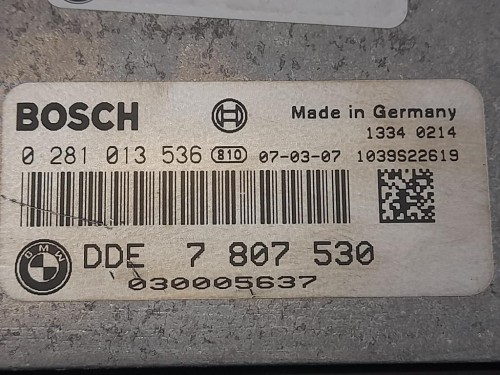 BOSCH Made in Germany
1334 0214
0 281 013 536 810 07-03-07 1039S22619
BMW DDE 7 807 530
030005637